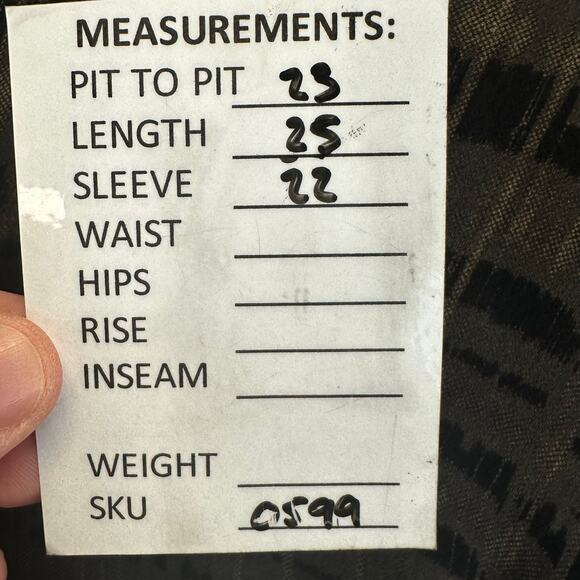 MEASUREMENTS:
PIT TO PIT 23
LENGTH 25
SLEEVE 22
WAIST
HIPS
RISE
INSEAM
WEIGHT
SKU 0599